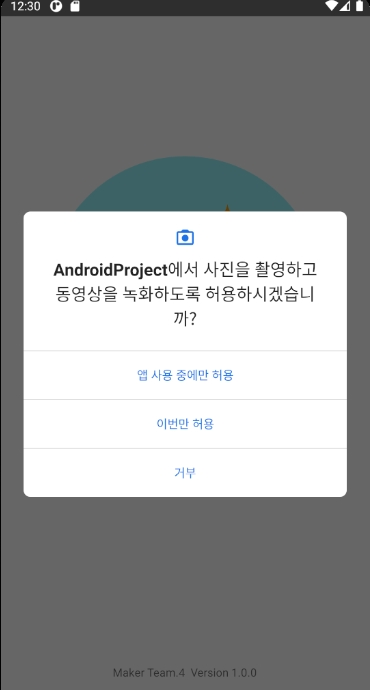 12:30
AndroidProject에서 사진을 촬영하고
동영상을 녹화하도록 허용하시겠습니
까?
앱 사용 중에만 허용
이번만 허용
거부
Maker Team.4 Version 1.0.0